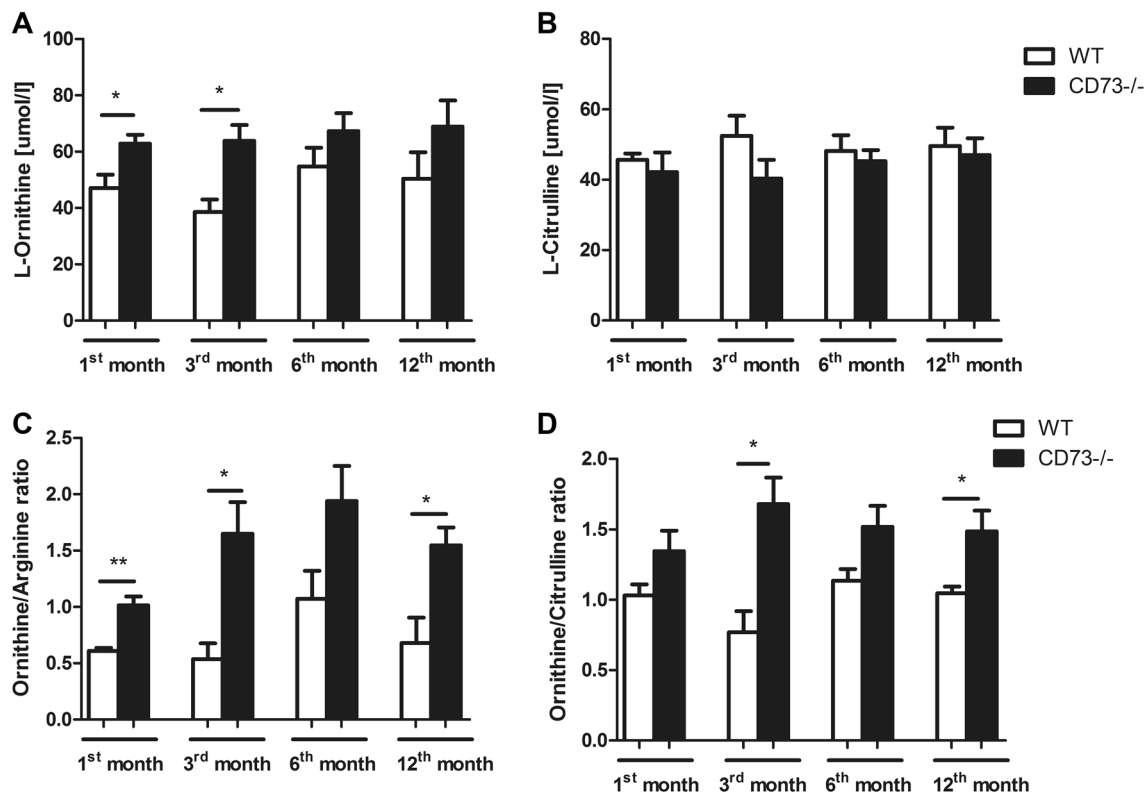 A
L-Ornithine [umol/l]
100
80
60
40
20
0
*
*
1st month
3rd month
6th month
12th month
B
L-Citrulline [umol/l]
80
60
40
20
0
1st month
3rd month
6th month
12th month
WT
CD73-/-
C
Ornithine/Arginine ratio
2.5
2.0
1.5
1.0
0.5
0.0
**
*
*
1st month
3rd month
6th month
12th month
D
Ornithine/Citrulline ratio
2.0
1.5
1.0
0.5
0.0
*
*
1st month
3rd month
6th month
12th month
WT
CD73-/-